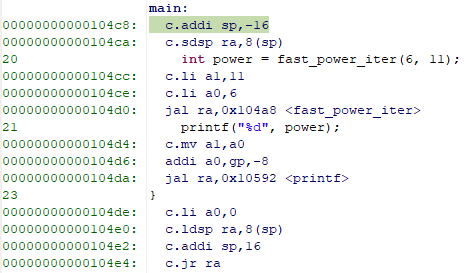 main:
00000000000104c8: c.addi sp,-16
00000000000104ca: c.sdsp ra,8(sp)
20 int power = fast_power_iter(6, 11);
00000000000104cc: c.li a1,11
00000000000104ce: c.li a0,6
00000000000104d0: jal ra,0x104a8 <fast_power_iter>
21 printf("%d", power);
00000000000104d4: c.mv a1,a0
00000000000104d6: addi a0,gp,-8
00000000000104da: jal ra,0x10592 <printf>
23 }
00000000000104de: c.li a0,0
00000000000104e0: c.ldsp ra,8(sp)
00000000000104e2: c.addi sp,16
00000000000104e4: c.jr ra